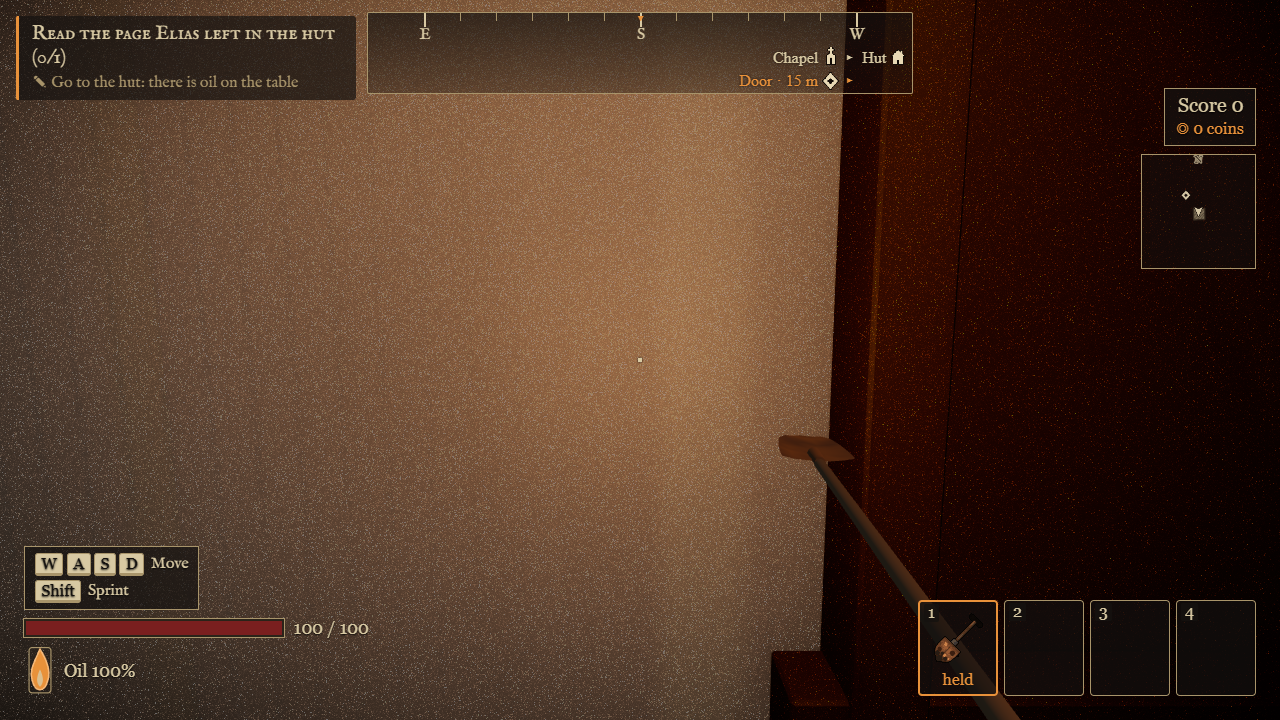 Read the page Elias left in the hut
(0/1)
Go to the hut: there is oil on the table
E S W
Chapel Hut
Door · 15 m
Score 0
0 coins
N
W A S D Move
Shift Sprint
100 / 100
Oil 100%
1 2 3 4
held